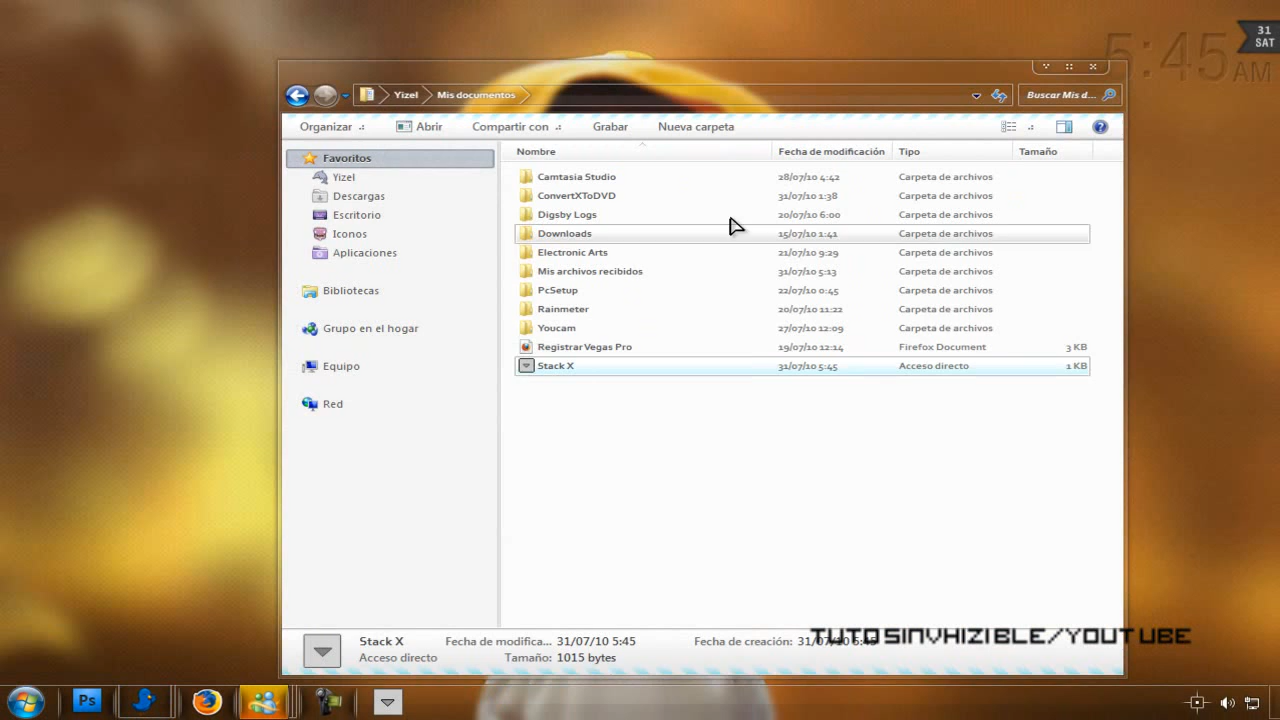 31
SAT
5:45 AM
Yizel
Mis documentos
Buscar Mis d...
Organizar
Abrir
Compartir con
Grabar
Nueva carpeta
Nombre
Fecha de modificación
Tipo
Tamaño
Favoritos
Yizel
Descargas
Escritorio
Iconos
Aplicaciones
Bibliotecas
Grupo en el hogar
Equipo
Red
Camtasia Studio 28/07/10 4:42 Carpeta de archivos
ConvertXToDVD 31/07/10 1:38 Carpeta de archivos
Digsby Logs 20/07/10 6:00 Carpeta de archivos
Downloads 15/07/10 1:41 Carpeta de archivos
Electronic Arts 21/07/10 9:29 Carpeta de archivos
Mis archivos recibidos 31/07/10 5:13 Carpeta de archivos
PcSetup 22/07/10 0:45 Carpeta de archivos
Rainmeter 20/07/10 11:22 Carpeta de archivos
Youcam 27/07/10 12:09 Carpeta de archivos
Registrar Vegas Pro 19/07/10 12:14 Firefox Document 3 KB
Stack X 31/07/10 5:45 Acceso directo 1 KB
Stack X Fecha de modifica... 31/07/10 5:45 Fecha de creación: 31/07/10 5:45
Acceso directo Tamaño: 1015 bytes
TUTOSINVHIZIBLE/YOUTUBE
Ps